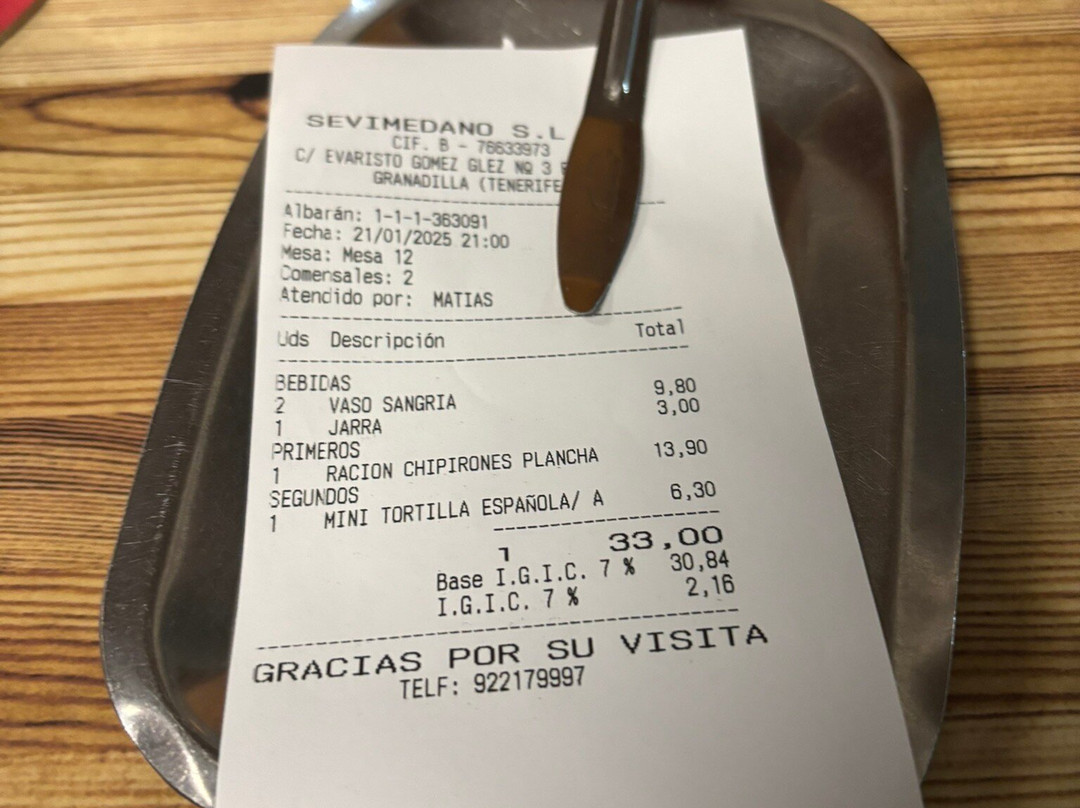 SEVIMEDANO S.L
CIF. B - 76633973
C/ EVARISTO GOMEZ GLEZ Nº 3
GRANADILLA (TENERIFE
Albarán: 1-1-1-363091
Fecha: 21/01/2025 21:00
Mesa: Mesa 12
Comensales: 2
Atendido por: MATIAS
Uds Descripción Total
BEBIDAS
2 VASO SANGRIA 9,80
1 JARRA 3,00
PRIMEROS
1 RACION CHIPIRONES PLANCHA 13,90
SEGUNDOS
1 MINI TORTILLA ESPAÑOLA/ A 6,30
1 33,00
Base I.G.I.C. 7 % 30,84
I.G.I.C. 7 % 2,16
GRACIAS POR SU VISITA
TELF: 922179997